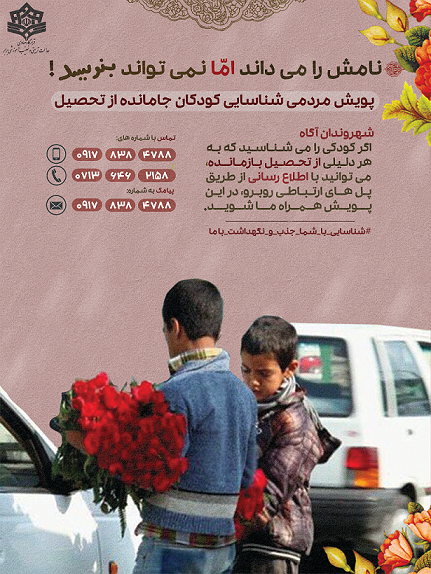 نامش را می داند امّا نمی تواند بنویسد !
پویش مردمی شناسایی کودکان جامانده از تحصیل
شهروندان آگاه
اگر کودکی را می شناسید که به
هر دلیلی از تحصیل بازمانده،
می توانید با اطلاع رسانی از طریق
پل های ارتباطی روبرو، در این
پویش همراه ما شوید.
#شناسایی_با_شما_جذب_و_نگهداشت_با_ما
تماس با شماره های:
۰۹۱۷ ۸۳۸ ۴۷۸۸
۰۷۱۳ ۶۴۶ ۲۱۵۸
پیامک به شماره:
۰۹۱۷ ۸۳۸ ۴۷۸۸